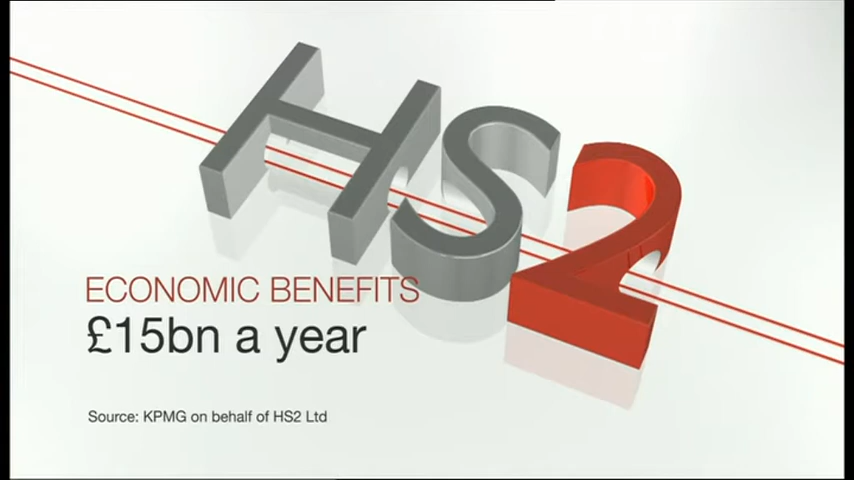 HS2
ECONOMIC BENEFITS
£15bn a year
Source: KPMG on behalf of HS2 Ltd